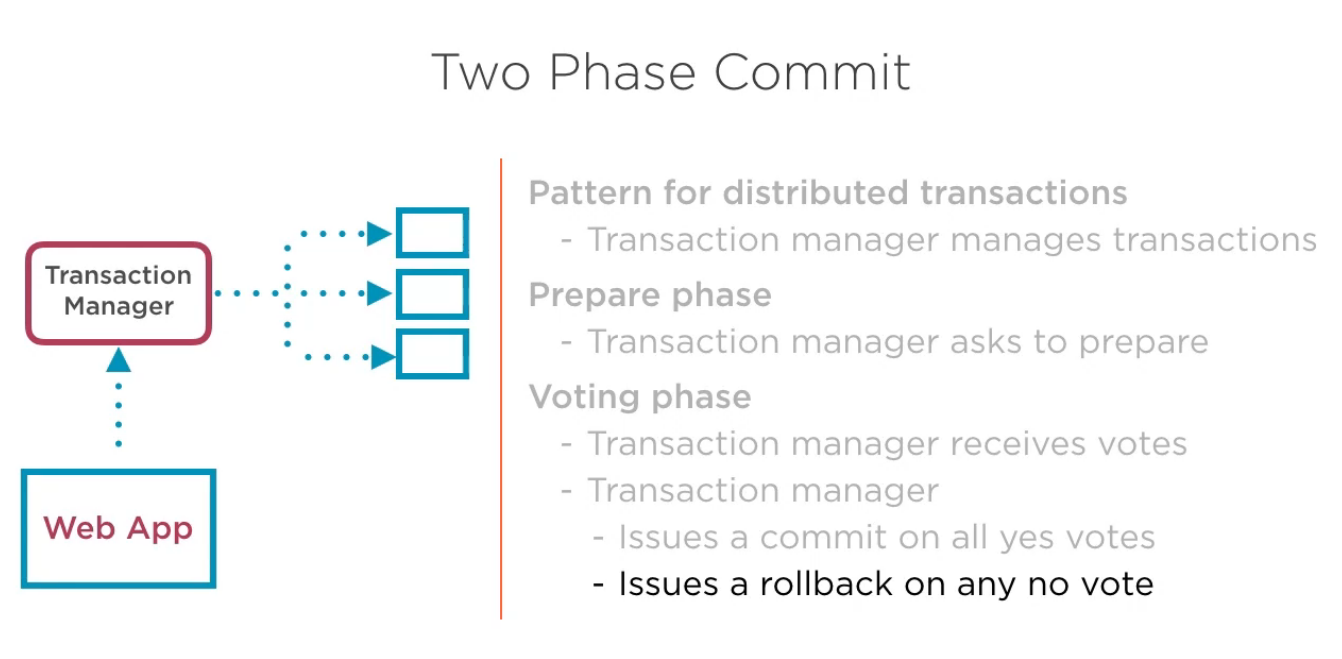 Two Phase Commit
Transaction
Manager
Web App
Pattern for distributed transactions
- Transaction manager manages transactions
Prepare phase
- Transaction manager asks to prepare
Voting phase
- Transaction manager receives votes
- Transaction manager
- Issues a commit on all yes votes
- Issues a rollback on any no vote